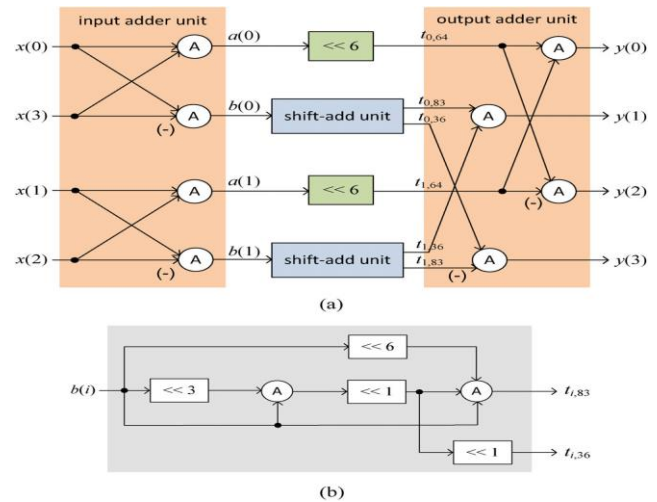 input adder unit output adder unit
x(0) A a(0) << 6 t0,64 A y(0)
x(3) (-) A b(0) shift-add unit t0,83 t0,36 A y(1)
x(1) A a(1) << 6 t1,64 (-) A y(2)
x(2) (-) A b(1) shift-add unit t1,36 t1,83 (-) A y(3)
(a)
<< 6
b(i) << 3 A << 1 A ti,83
<< 1 ti,36
(b)